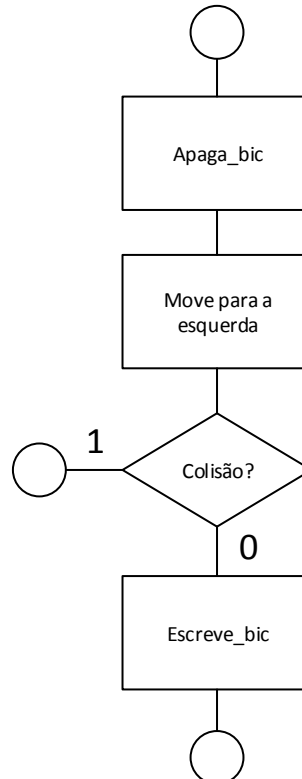 Apaga_bic
Move para a
esquerda
1
Colisão?
0
Escreve_bic